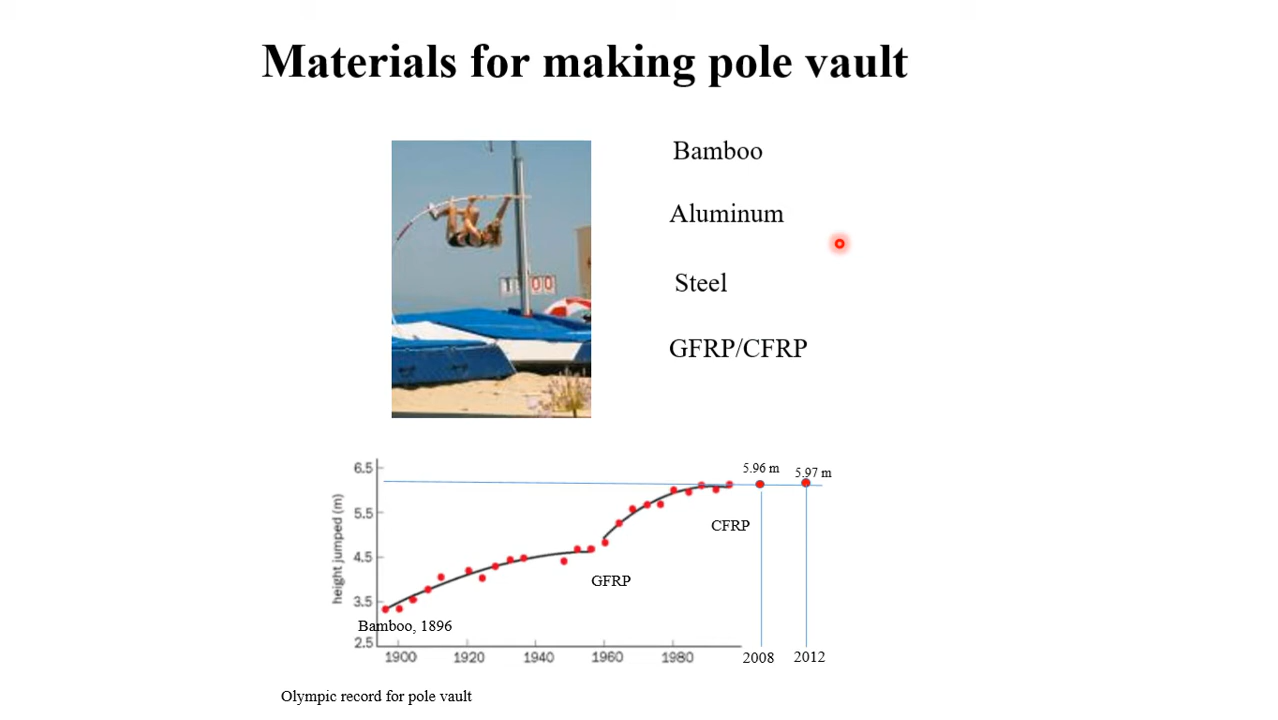 Materials for making pole vault
Bamboo
Aluminum
Steel
GFRP/CFRP
1 00
6.5
5.5
4.5
3.5
2.5
height jumped (m)
5.96 m
5.97 m
CFRP
GFRP
Bamboo, 1896
1900 1920 1940 1960 1980 2008 2012
Olympic record for pole vault